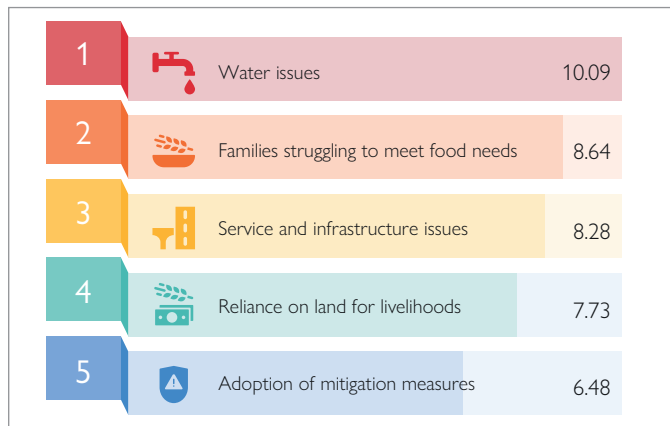 1 Water issues 10.09
2 Families struggling to meet food needs 8.64
3 Service and infrastructure issues 8.28
4 Reliance on land for livelihoods 7.73
5 Adoption of mitigation measures 6.48